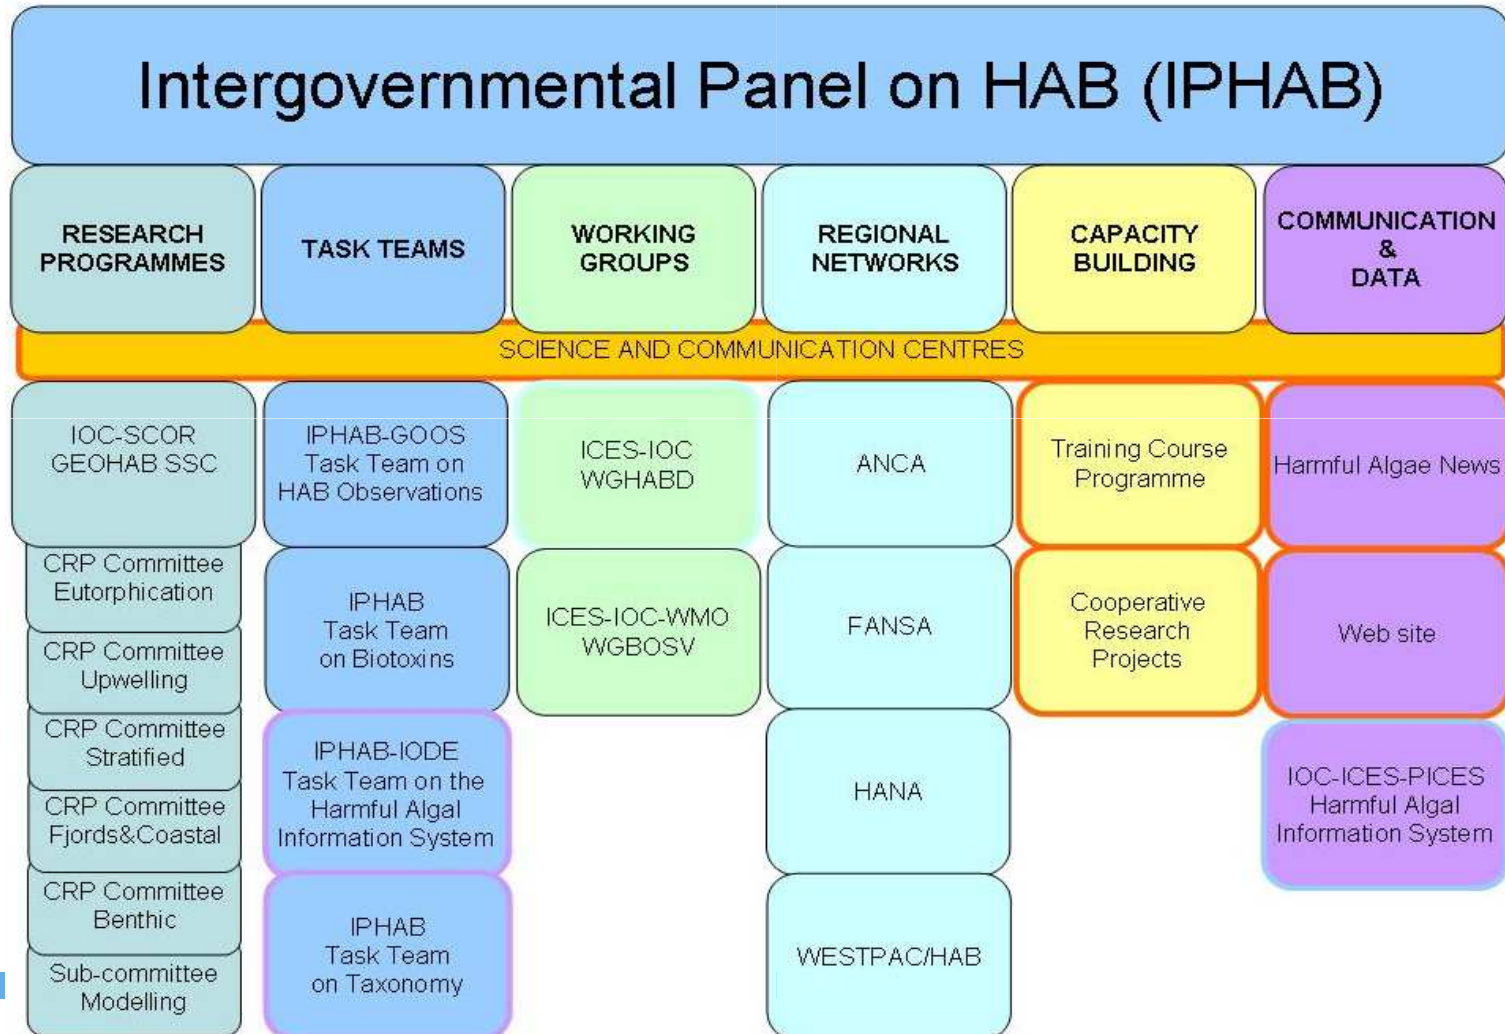 Intergovernmental Panel on HAB (IPHAB)
RESEARCH
PROGRAMMES
TASK TEAMS
WORKING
GROUPS
REGIONAL
NETWORKS
CAPACITY
BUILDING
COMMUNICATION
&
DATA
SCIENCE AND COMMUNICATION CENTRES
IOC-SCOR
GEOHAB SSC
CRP Committee
Eutorphication
CRP Committee
Upwelling
CRP Committee
Stratified
CRP Committee
Fjords&Coastal
CRP Committee
Benthic
Sub-committee
Modelling
IPHAB-GOOS
Task Team on
HAB Observations
IPHAB
Task Team
on Biotoxins
IPHAB-IODE
Task Team on the
Harmful Algal
Information System
IPHAB
Task Team
on Taxonomy
ICES-IOC
WGHABD
ICES-IOC-WMO
WGBOSV
ANCA
FANSA
HANA
WESTPAC/HAB
Training Course
Programme
Cooperative
Research
Projects
Harmful Algae News
Web site
IOC-ICES-PICES
Harmful Algal
Information System